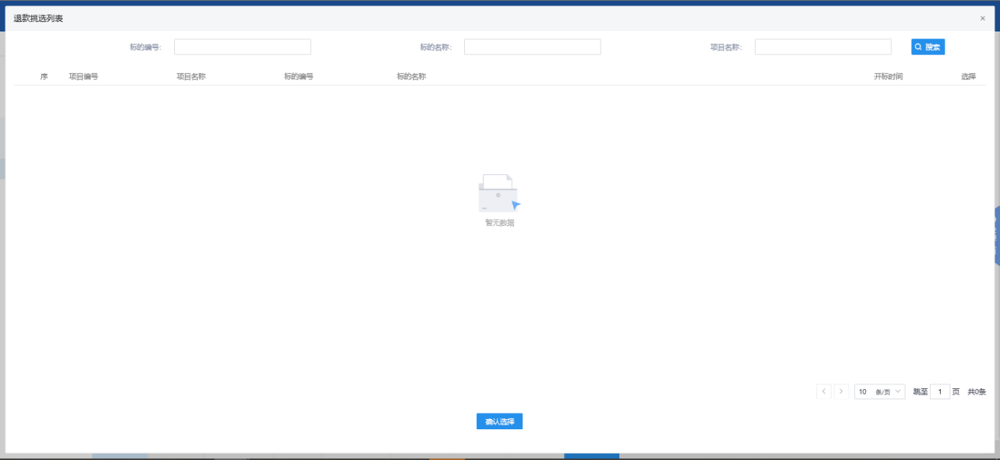 退款挑选列表
标的编号: 标的名称: 项目名称: 搜索
序 项目编号 项目名称 标的编号 标的名称 开标时间 选择
暂无数据
10 条/页 跳至 1 页 共0条
确认选择